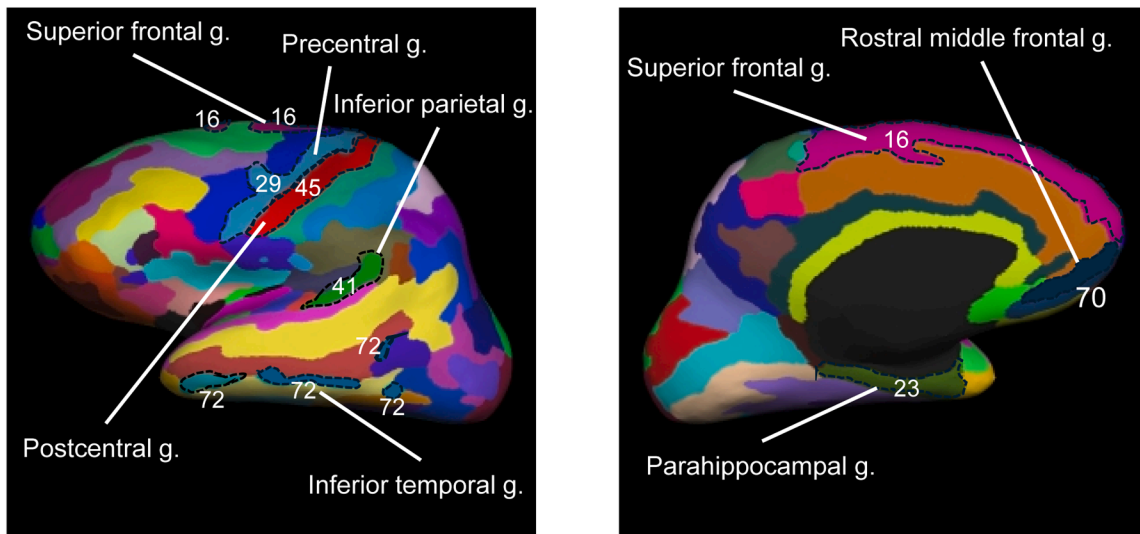 Superior frontal g.
Precentral g.
Inferior parietal g.
16 16
29 45
41
72
72 72 72
Postcentral g.
Inferior temporal g.
Rostral middle frontal g.
Superior frontal g.
16
70
23
Parahippocampal g.